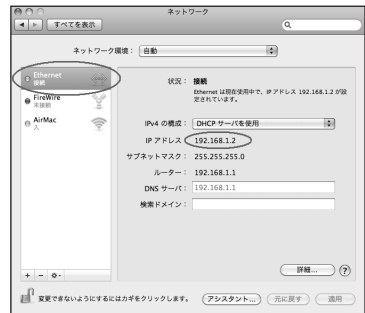 ネットワーク
すべてを表示
ネットワーク環境： 自動
Ethernet
接続
FireWire
未接続
AirMac
入
状況： 接続
Ethernet は現在使用中で、IP アドレス 192.168.1.2 が設
定されています。
IPv4 の構成： DHCP サーバを使用
IP アドレス 192.168.1.2
サブネットマスク： 255.255.255.0
ルーター： 192.168.1.1
DNS サーバ： 192.168.1.1
検索ドメイン：
詳細... ?
+ −
変更できないようにするにはカギをクリックします。 アシスタント... 元に戻す 適用